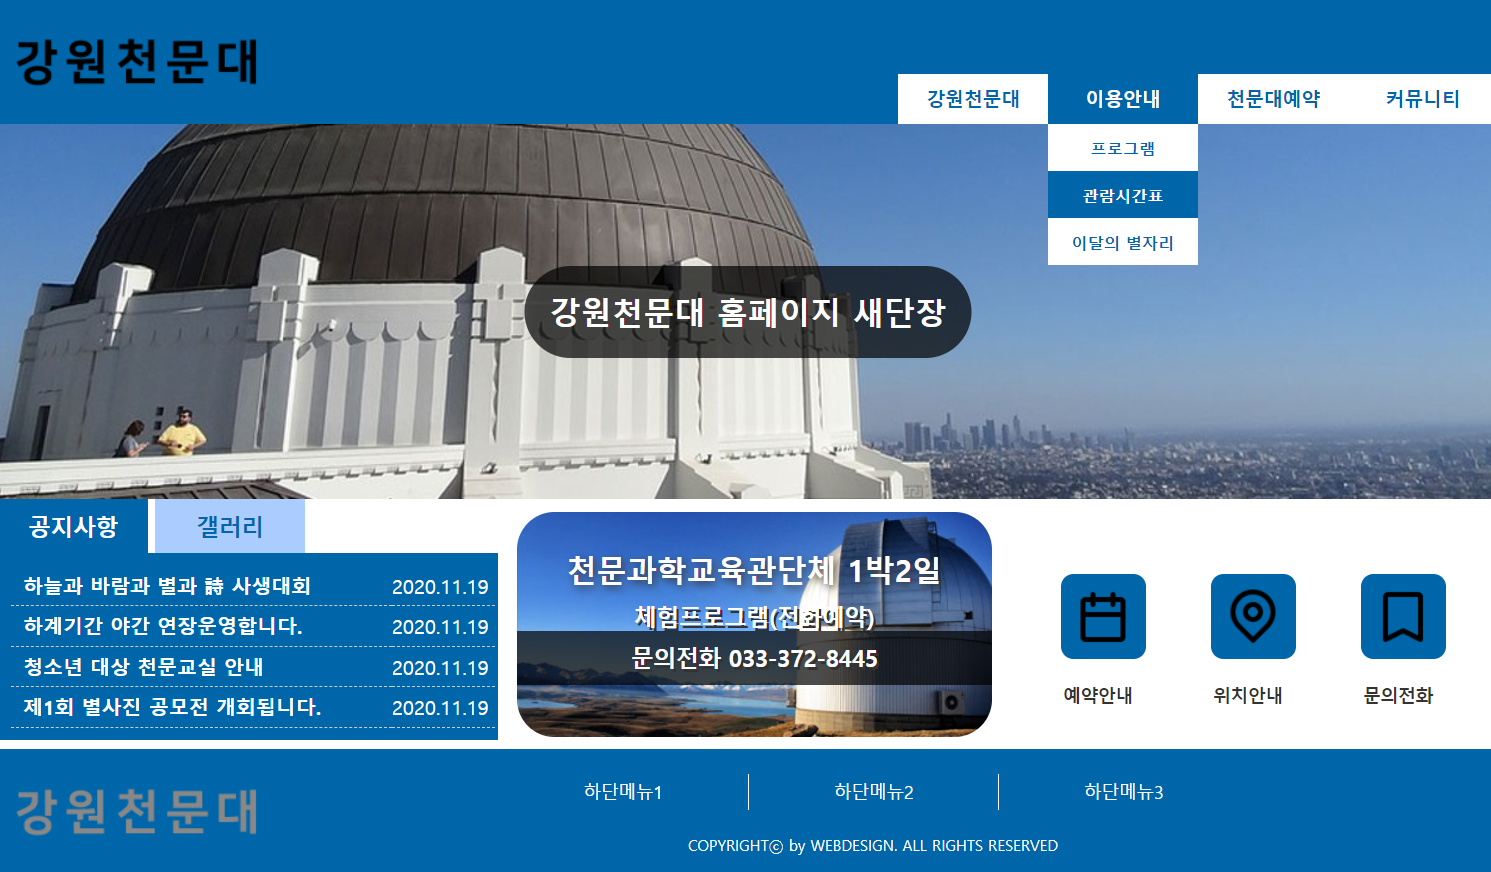 강원천문대
강원천문대 이용안내 천문대예약 커뮤니티
프로그램
관람시간표
이달의 별자리
강원천문대 홈페이지 새단장
공지사항 갤러리
하늘과 바람과 별과 詩 사생대회 2020.11.19
하계기간 야간 연장운영합니다. 2020.11.19
청소년 대상 천문교실 안내 2020.11.19
제1회 별사진 공모전 개회됩니다. 2020.11.19
천문과학교육관단체 1박2일
체험프로그램(전화예약)
문의전화 033-372-8445
예약안내 위치안내 문의전화
강원천문대
하단메뉴1 하단메뉴2 하단메뉴3
COPYRIGHTⓒ by WEBDESIGN. ALL RIGHTS RESERVED